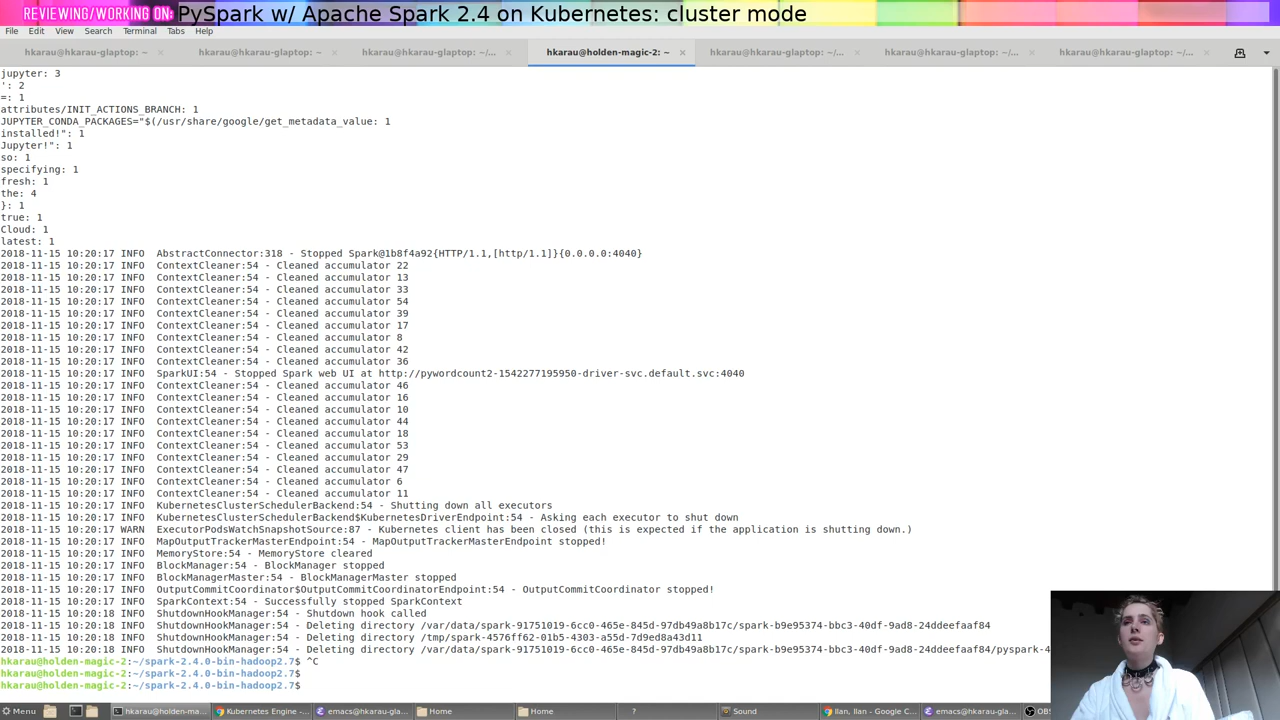 REVIEWING/WORKING ON: PySpark w/ Apache Spark 2.4 on Kubernetes: cluster mode
File Edit View Search Terminal Tabs Help
hkarau@hkarau-glaptop: ~ × hkarau@hkarau-glaptop: ~ × hkarau@hkarau-glaptop: ~/... × hkarau@holden-magic-2: ~ × hkarau@hkarau-glaptop: ~/... × hkarau@hkarau-glaptop: ~/... × hkarau@hkarau-glaptop: ~/... ×
jupyter: 3
': 2
=: 1
attributes/INIT_ACTIONS_BRANCH: 1
JUPYTER_CONDA_PACKAGES="$(/usr/share/google/get_metadata_value: 1
installed!": 1
Jupyter!": 1
so: 1
specifying: 1
fresh: 1
the: 4
}: 1
true: 1
Cloud: 1
latest: 1
2018-11-15 10:20:17 INFO  AbstractConnector:318 - Stopped Spark@1b8f4a92{HTTP/1.1,[http/1.1]}{0.0.0.0:4040}
2018-11-15 10:20:17 INFO  ContextCleaner:54 - Cleaned accumulator 22
2018-11-15 10:20:17 INFO  ContextCleaner:54 - Cleaned accumulator 13
2018-11-15 10:20:17 INFO  ContextCleaner:54 - Cleaned accumulator 33
2018-11-15 10:20:17 INFO  ContextCleaner:54 - Cleaned accumulator 54
2018-11-15 10:20:17 INFO  ContextCleaner:54 - Cleaned accumulator 39
2018-11-15 10:20:17 INFO  ContextCleaner:54 - Cleaned accumulator 17
2018-11-15 10:20:17 INFO  ContextCleaner:54 - Cleaned accumulator 8
2018-11-15 10:20:17 INFO  ContextCleaner:54 - Cleaned accumulator 42
2018-11-15 10:20:17 INFO  ContextCleaner:54 - Cleaned accumulator 36
2018-11-15 10:20:17 INFO  SparkUI:54 - Stopped Spark web UI at http://pywordcount2-1542277195950-driver-svc.default.svc:4040
2018-11-15 10:20:17 INFO  ContextCleaner:54 - Cleaned accumulator 46
2018-11-15 10:20:17 INFO  ContextCleaner:54 - Cleaned accumulator 16
2018-11-15 10:20:17 INFO  ContextCleaner:54 - Cleaned accumulator 10
2018-11-15 10:20:17 INFO  ContextCleaner:54 - Cleaned accumulator 44
2018-11-15 10:20:17 INFO  ContextCleaner:54 - Cleaned accumulator 18
2018-11-15 10:20:17 INFO  ContextCleaner:54 - Cleaned accumulator 53
2018-11-15 10:20:17 INFO  ContextCleaner:54 - Cleaned accumulator 29
2018-11-15 10:20:17 INFO  ContextCleaner:54 - Cleaned accumulator 47
2018-11-15 10:20:17 INFO  ContextCleaner:54 - Cleaned accumulator 6
2018-11-15 10:20:17 INFO  ContextCleaner:54 - Cleaned accumulator 11
2018-11-15 10:20:17 INFO  KubernetesClusterSchedulerBackend:54 - Shutting down all executors
2018-11-15 10:20:17 INFO  KubernetesClusterSchedulerBackend$KubernetesDriverEndpoint:54 - Asking each executor to shut down
2018-11-15 10:20:17 WARN  ExecutorPodsWatchSnapshotSource:87 - Kubernetes client has been closed (this is expected if the application is shutting down.)
2018-11-15 10:20:17 INFO  MapOutputTrackerMasterEndpoint:54 - MapOutputTrackerMasterEndpoint stopped!
2018-11-15 10:20:17 INFO  MemoryStore:54 - MemoryStore cleared
2018-11-15 10:20:17 INFO  BlockManager:54 - BlockManager stopped
2018-11-15 10:20:17 INFO  BlockManagerMaster:54 - BlockManagerMaster stopped
2018-11-15 10:20:17 INFO  OutputCommitCoordinator$OutputCommitCoordinatorEndpoint:54 - OutputCommitCoordinator stopped!
2018-11-15 10:20:17 INFO  SparkContext:54 - Successfully stopped SparkContext
2018-11-15 10:20:18 INFO  ShutdownHookManager:54 - Shutdown hook called
2018-11-15 10:20:18 INFO  ShutdownHookManager:54 - Deleting directory /var/data/spark-91751019-6cc0-465e-845d-97db49a8b17c/spark-b9e95374-bbc3-40df-9ad8-24ddeefaaf84
2018-11-15 10:20:18 INFO  ShutdownHookManager:54 - Deleting directory /tmp/spark-4576ff62-01b5-4303-a55d-7d9ed8a43d11
2018-11-15 10:20:18 INFO  ShutdownHookManager:54 - Deleting directory /var/data/spark-91751019-6cc0-465e-845d-97db49a8b17c/spark-b9e95374-bbc3-40df-9ad8-24ddeefaaf84/pyspark-4
hkarau@holden-magic-2:~/spark-2.4.0-bin-hadoop2.7$ ^C
hkarau@holden-magic-2:~/spark-2.4.0-bin-hadoop2.7$
hkarau@holden-magic-2:~/spark-2.4.0-bin-hadoop2.7$
Menu hkarau@holden-ma... Kubernetes Engine -... emacs@hkarau-gla... Home Home ? Sound Ilan, Ilan - Google C... emacs@hkarau-gla... OBS